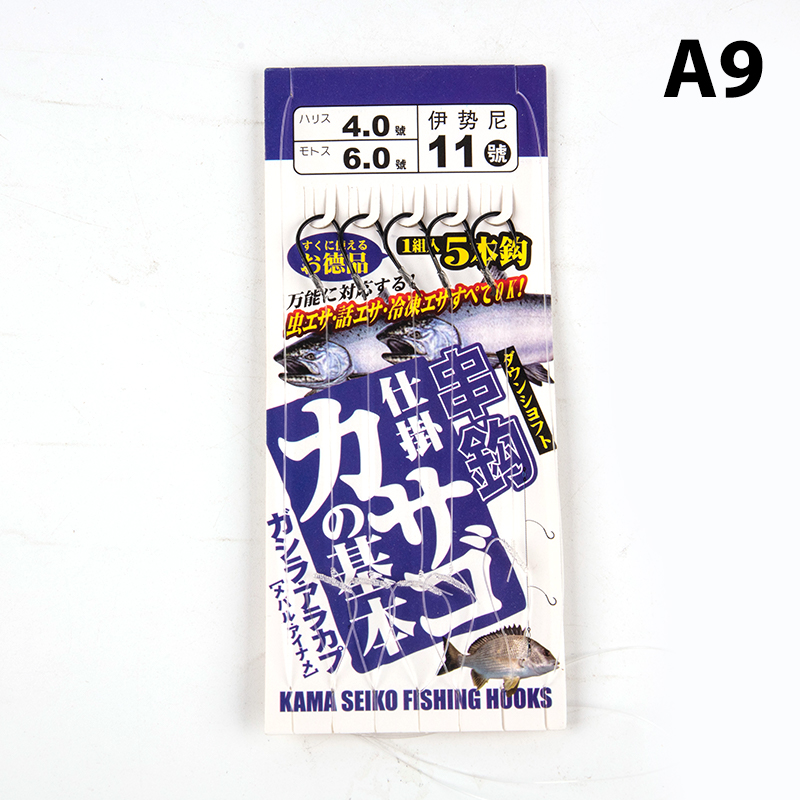 A9
ハリス 4.0 號
モトス 6.0 號
伊勢尼
11 號
すぐに使える
お徳品
1組入 5本鈎
万能に対応する!
虫エサ・話エサ・冷凍エサすべてOK!
串鈎
ダウンショフト
仕掛
カサゴ
の基本
ガシラ・アラカブ
【メバル・アイナメ】
KAMA SEIKO FISHING HOOKS